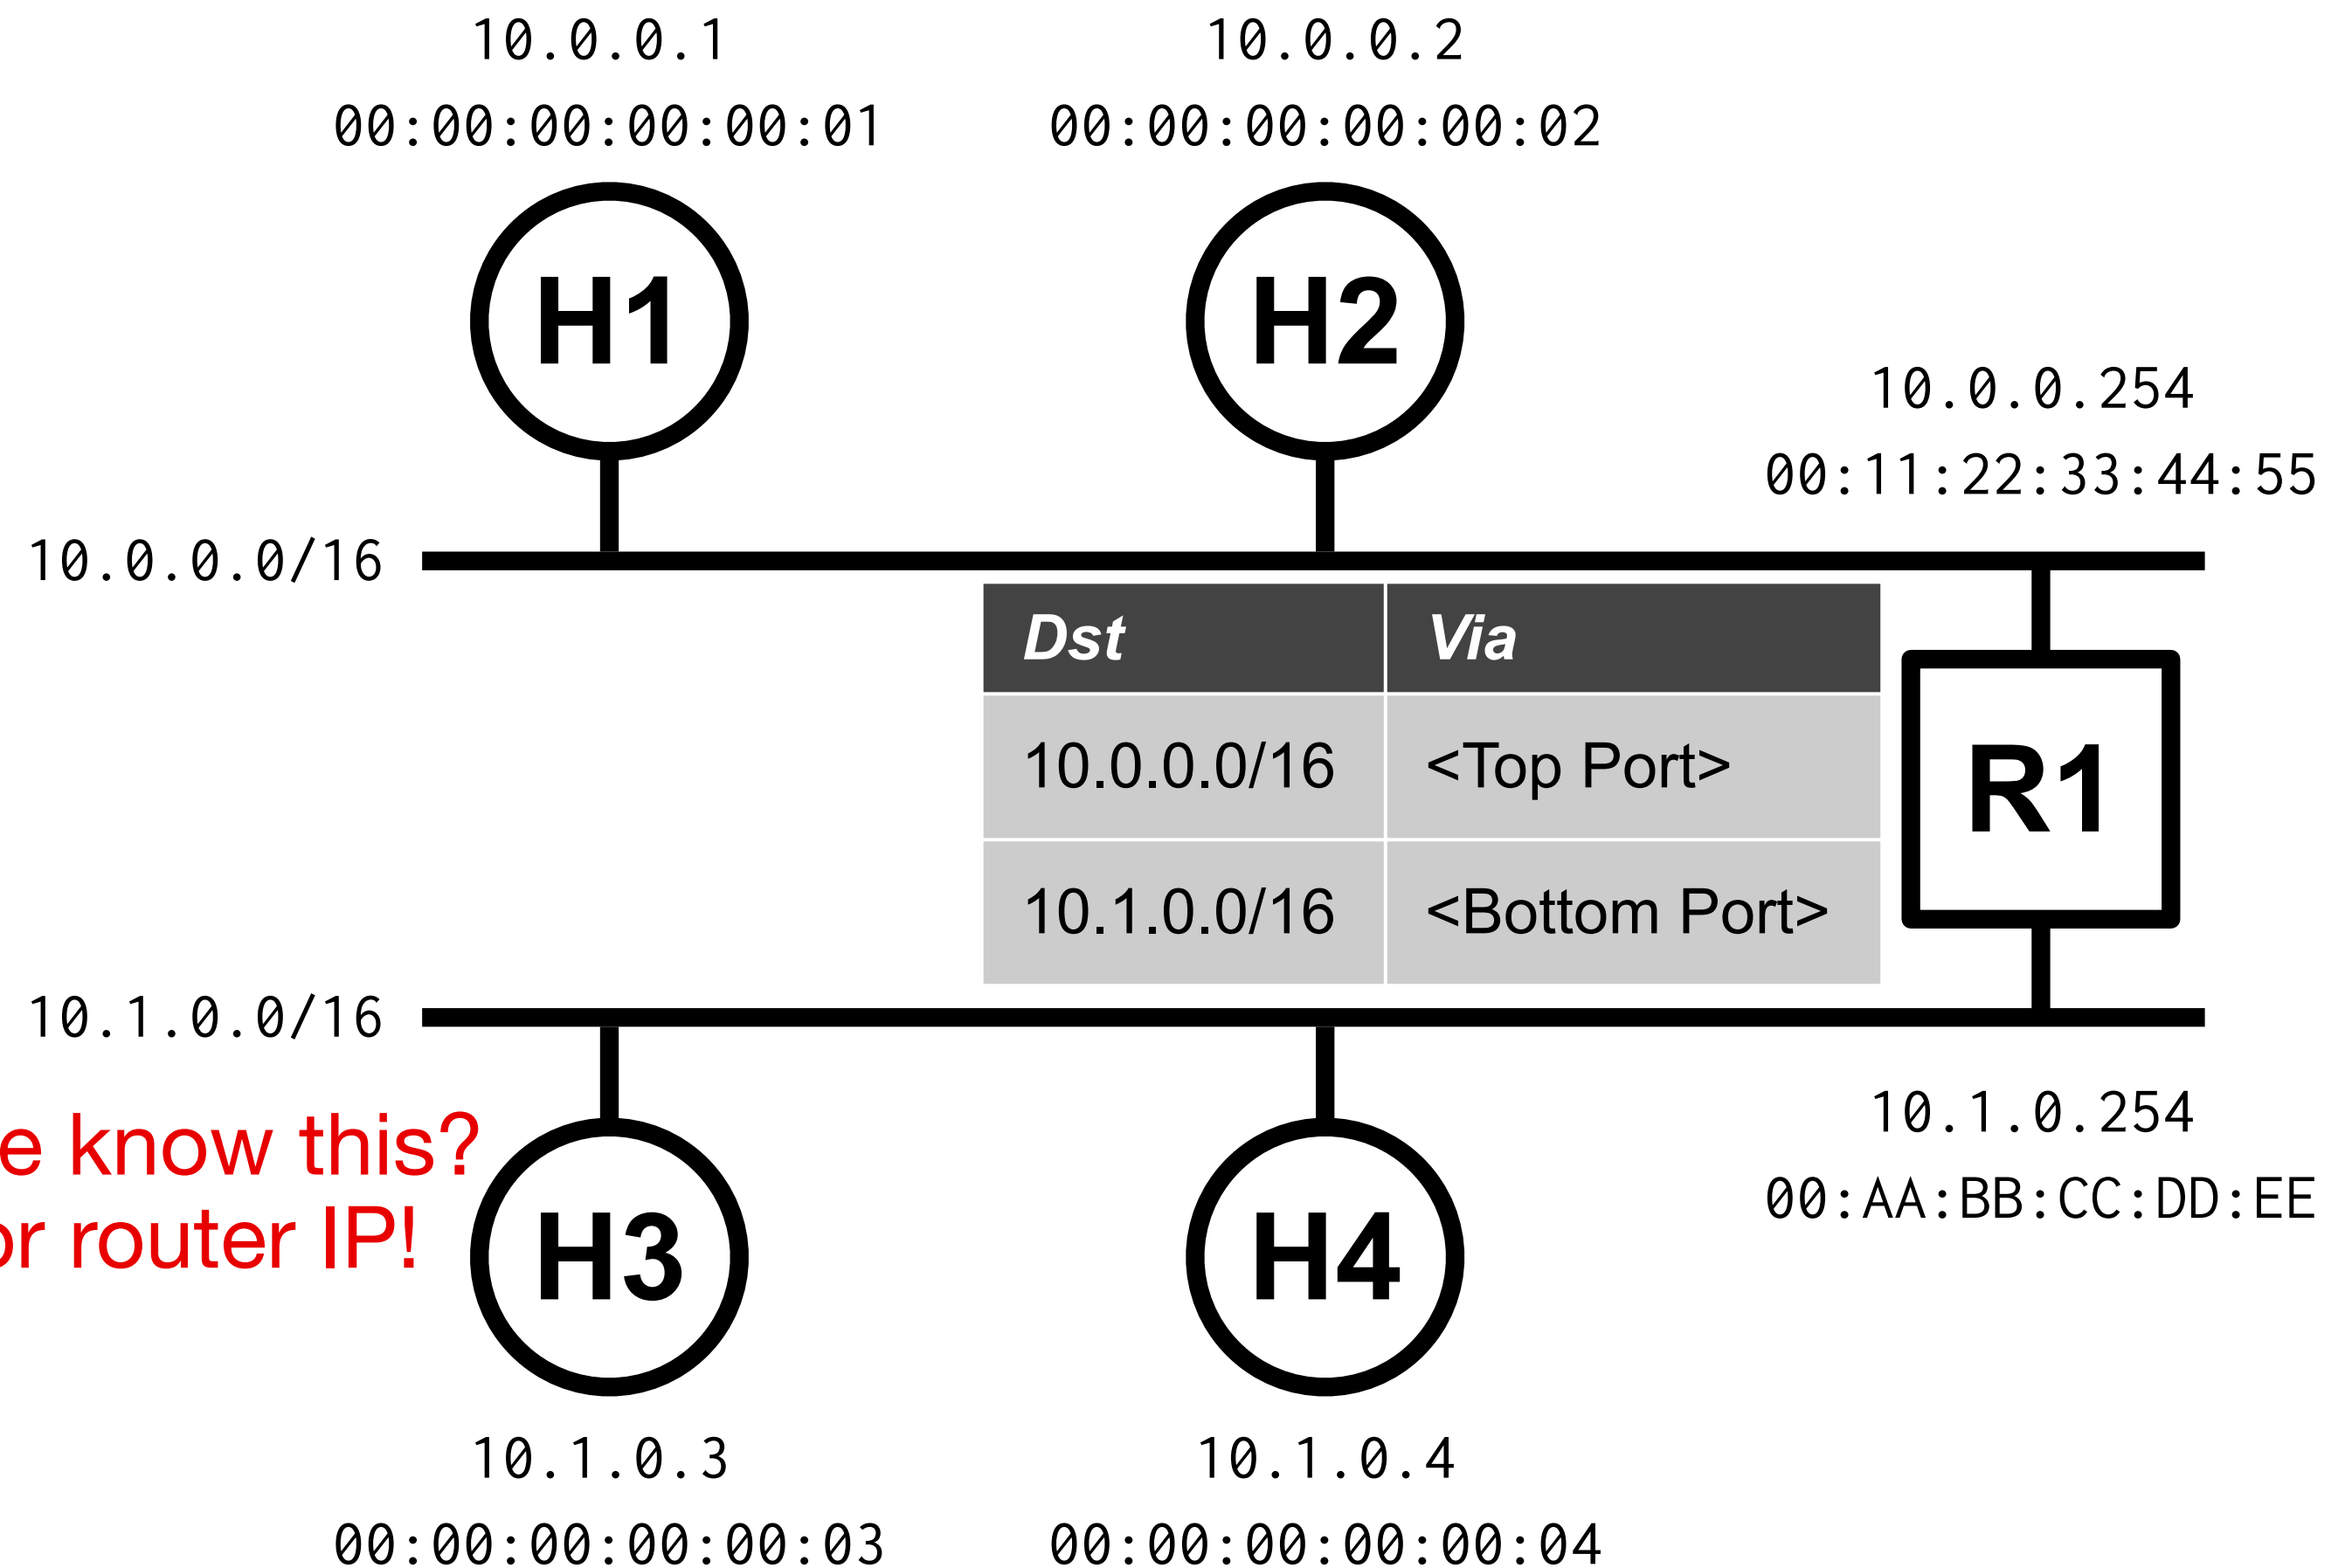 10.0.0.1
10.0.0.2
00:00:00:00:00:01
00:00:00:00:00:02
H1
H2
10.0.0.254
00:11:22:33:44:55
10.0.0.0/16
Dst
Via
10.0.0.0/16
<Top Port>
R1
10.1.0.0/16
<Bottom Port>
10.1.0.0/16
know this?
router IP!
10.1.0.254
00:AA:BB:CC:DD:EE
H3
H4
10.1.0.3
10.1.0.4
00:00:00:00:00:03
00:00:00:00:00:04